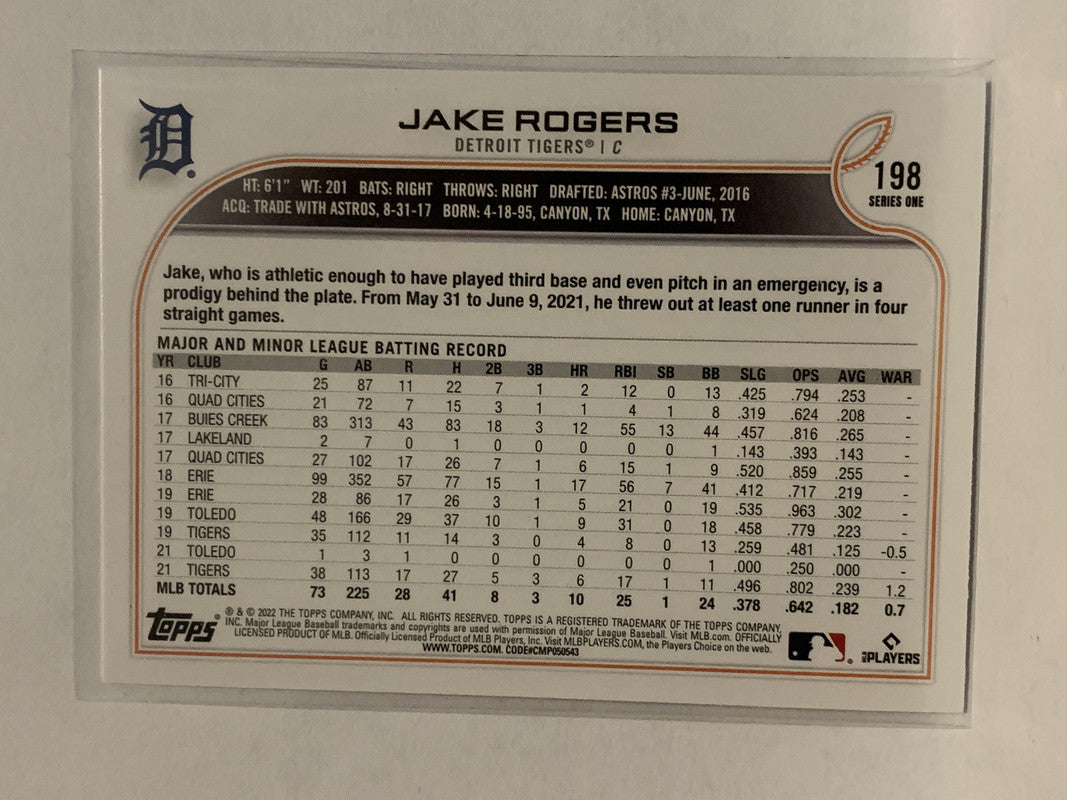 D
JAKE ROGERS
DETROIT TIGERS® | C
198
SERIES ONE
HT: 6'1" WT: 201 BATS: RIGHT THROWS: RIGHT DRAFTED: ASTROS #3-JUNE, 2016
ACQ: TRADE WITH ASTROS, 8-31-17 BORN: 4-18-95, CANYON, TX HOME: CANYON, TX
Jake, who is athletic enough to have played third base and even pitch in an emergency, is a
prodigy behind the plate. From May 31 to June 9, 2021, he threw out at least one runner in four
straight games.
MAJOR AND MINOR LEAGUE BATTING RECORD
YR CLUB G AB R H 2B 3B HR RBI SB BB SLG OPS AVG WAR
16 TRI-CITY 25 87 11 22 7 1 2 12 0 13 .425 .794 .253 -
16 QUAD CITIES 21 72 7 15 3 1 1 4 1 8 .319 .624 .208 -
17 BUIES CREEK 83 313 43 83 18 3 12 55 13 44 .457 .816 .265 -
17 LAKELAND 2 7 0 1 0 0 0 0 0 1 .143 .393 .143 -
17 QUAD CITIES 27 102 17 26 7 1 6 15 1 9 .520 .859 .255 -
18 ERIE 99 352 57 77 15 1 17 56 7 41 .412 .717 .219 -
19 ERIE 28 86 17 26 3 1 5 21 0 19 .535 .963 .302 -
19 TOLEDO 48 166 29 37 10 1 9 31 0 18 .458 .779 .223 -
19 TIGERS 35 112 11 14 3 0 4 8 0 13 .259 .481 .125 -0.5
21 TOLEDO 1 3 1 0 0 0 0 0 0 1 .000 .250 .000 -
21 TIGERS 38 113 17 27 5 3 6 17 1 11 .496 .802 .239 1.2
MLB TOTALS 73 225 28 41 8 3 10 25 1 24 .378 .642 .182 0.7
Topps®
® & © 2022 THE TOPPS COMPANY, INC. ALL RIGHTS RESERVED. TOPPS IS A REGISTERED TRADEMARK OF THE TOPPS COMPANY,
INC. Major League Baseball trademarks and copyrights are used with permission of Major League Baseball. Visit MLB.com. OFFICIALLY
LICENSED PRODUCT OF MLB. Officially Licensed Product of MLB Players, Inc. Visit MLBPLAYERS.COM, the Players Choice on the web.
WWW.TOPPS.COM. CODE#CMP050543
MLB PLAYERS